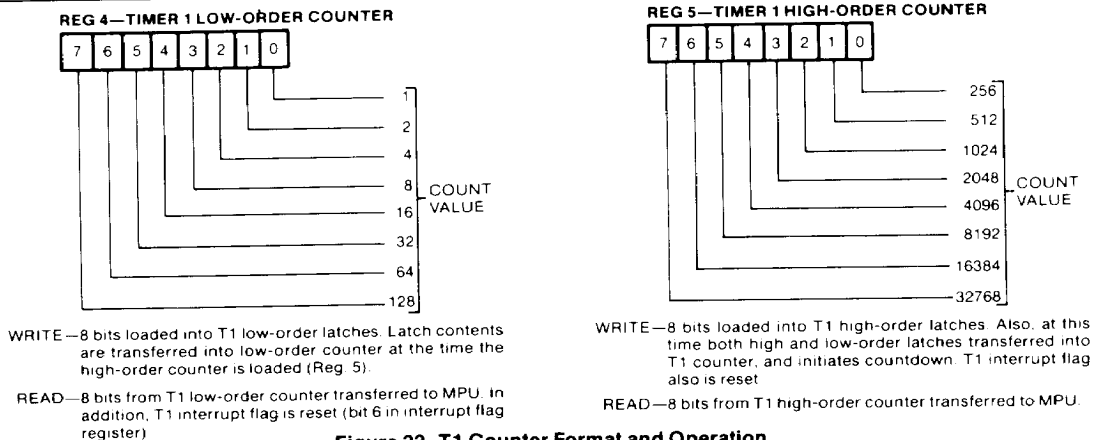 REG 4—TIMER 1 LOW-ORDER COUNTER
7 6 5 4 3 2 1 0
1
2
4
8
16
32
64
128
COUNT
VALUE
WRITE—8 bits loaded into T1 low-order latches. Latch contents
are transferred into low-order counter at the time the
high-order counter is loaded (Reg. 5).
READ—8 bits from T1 low-order counter transferred to MPU. In
addition, T1 interrupt flag is reset (bit 6 in interrupt flag
register)
REG 5—TIMER 1 HIGH-ORDER COUNTER
7 6 5 4 3 2 1 0
256
512
1024
2048
4096
8192
16384
32768
COUNT
VALUE
WRITE—8 bits loaded into T1 high-order latches. Also, at this
time both high and low-order latches transferred into
T1 counter, and initiates countdown. T1 interrupt flag
also is reset
READ—8 bits from T1 high-order counter transferred to MPU.
Figure 22. T1 Counter Format and Operation